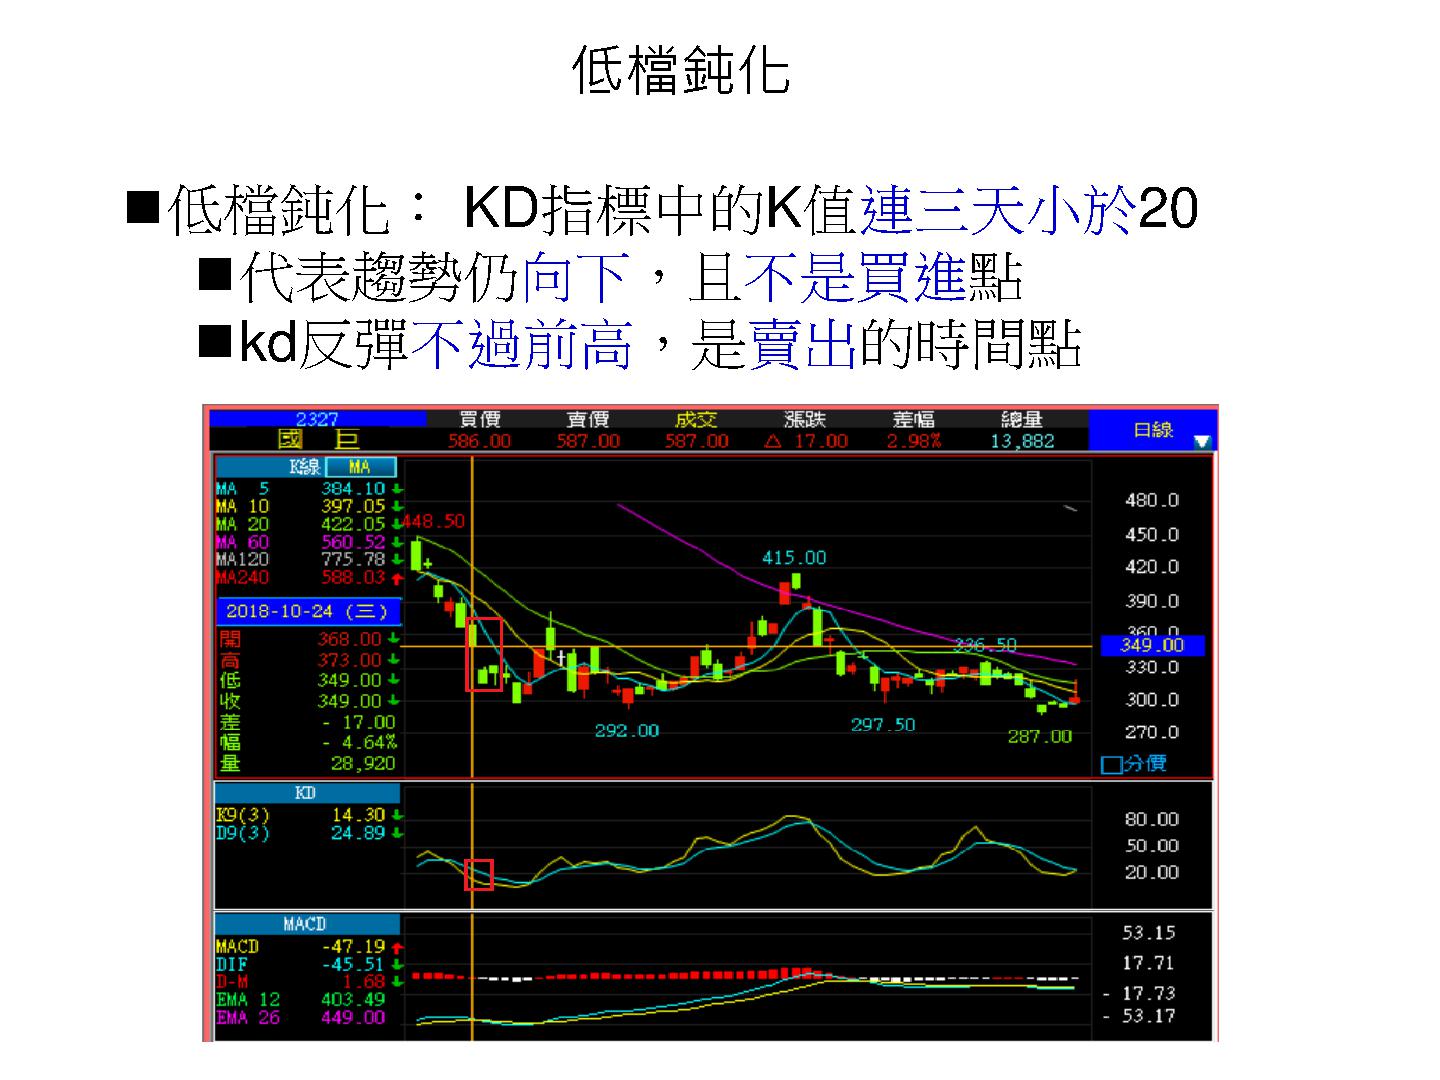 低檔鈍化
■低檔鈍化： KD指標中的K值連三天小於20
■代表趨勢仍向下，且不是買進點
■kd反彈不過前高，是賣出的時間點
2327 買價 賣價 成交 漲跌 差幅 總量 日線
國 巨 586.00 587.00 587.00 △ 17.00 2.98% 13,882
K線 MA
MA 5 384.10
MA 10 397.05
MA 20 422.05
MA 60 560.52
MA120 775.78
MA240 588.03
2018-10-24 (三)
開 368.00
高 373.00
低 349.00
收 349.00
差 - 17.00
幅 - 4.64%
量 28,920
448.50
415.00
336.50
292.00
297.50
287.00
480.0
450.0
420.0
390.0
360.0
349.00
330.0
300.0
270.0
分價
KD
K9(3) 14.30
D9(3) 24.89
80.00
50.00
20.00
MACD
MACD -47.19
DIF -45.51
D-M 1.68
EMA 12 403.49
EMA 26 449.00
53.15
17.71
- 17.73
- 53.17